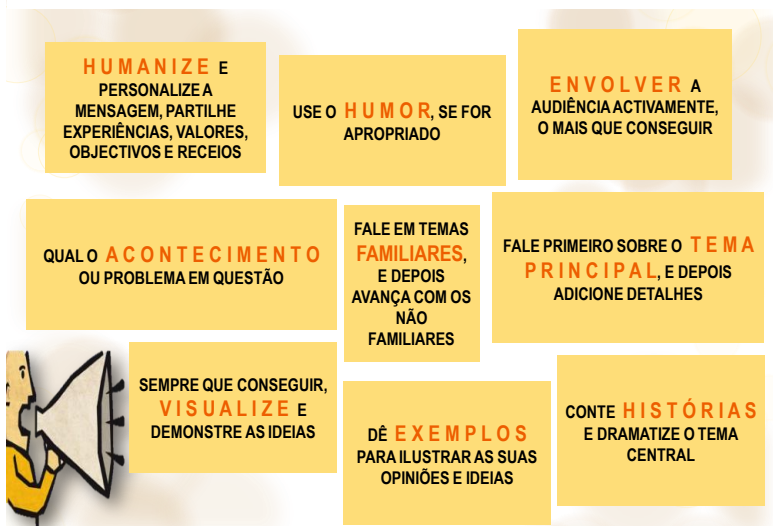 HUMANIZE E
PERSONALIZE A
MENSAGEM, PARTILHE
EXPERIÊNCIAS, VALORES,
OBJECTIVOS E RECEIOS
USE O HUMOR, SE FOR
APROPRIADO
ENVOLVER A
AUDIÊNCIA ACTIVAMENTE,
O MAIS QUE CONSEGUIR
QUAL O ACONTECIMENTO
OU PROBLEMA EM QUESTÃO
FALE EM TEMAS
FAMILIARES,
E DEPOIS
AVANÇA COM OS
NÃO
FAMILIARES
FALE PRIMEIRO SOBRE O TEMA
PRINCIPAL, E DEPOIS
ADICIONE DETALHES
SEMPRE QUE CONSEGUIR,
VISUALIZE E
DEMONSTRE AS IDEIAS
DÊ EXEMPLOS
PARA ILUSTRAR AS SUAS
OPINIÕES E IDEIAS
CONTE HISTÓRIAS
E DRAMATIZE O TEMA
CENTRAL